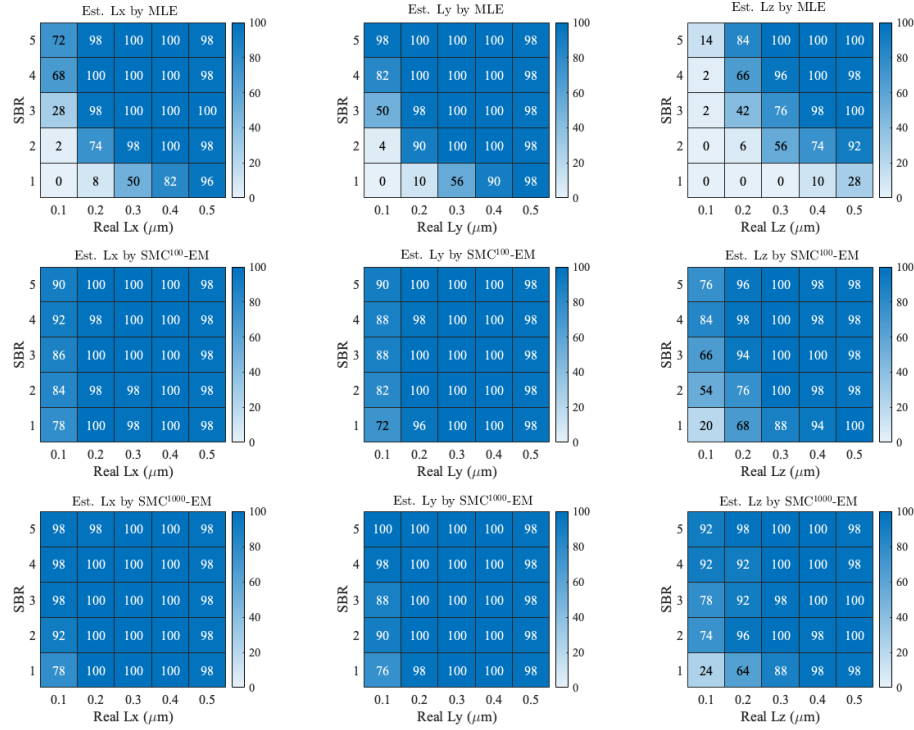 Est. Lx by MLE
5 72 98 100 100 98
4 68 100 100 100 98
3 28 98 100 100 100
2 2 74 98 100 98
1 0 8 50 82 96
0.1 0.2 0.3 0.4 0.5
Real Lx (μm)
SBR
100
80
60
40
20
0
Est. Ly by MLE
5 98 100 100 100 98
4 82 100 100 100 98
3 50 98 100 100 98
2 4 90 100 100 98
1 0 10 56 90 98
0.1 0.2 0.3 0.4 0.5
Real Ly (μm)
SBR
100
80
60
40
20
0
Est. Lz by MLE
5 14 84 100 100 100
4 2 66 96 100 98
3 2 42 76 98 100
2 0 6 56 74 92
1 0 0 0 10 28
0.1 0.2 0.3 0.4 0.5
Real Lz (μm)
SBR
100
80
60
40
20
0
Est. Lx by SMC¹⁰⁰-EM
5 90 100 100 100 98
4 92 98 100 100 98
3 86 100 100 100 98
2 84 98 98 100 98
1 78 100 98 100 98
0.1 0.2 0.3 0.4 0.5
Real Lx (μm)
SBR
100
80
60
40
20
0
Est. Ly by SMC¹⁰⁰-EM
5 90 100 100 100 98
4 88 98 100 100 98
3 88 100 100 100 98
2 82 100 100 100 98
1 72 96 100 100 98
0.1 0.2 0.3 0.4 0.5
Real Ly (μm)
SBR
100
80
60
40
20
0
Est. Lz by SMC¹⁰⁰-EM
5 76 96 100 98 98
4 84 98 100 100 98
3 66 94 100 100 98
2 54 76 100 98 98
1 20 68 88 94 100
0.1 0.2 0.3 0.4 0.5
Real Lz (μm)
SBR
100
80
60
40
20
0
Est. Lx by SMC¹⁰⁰⁰-EM
5 98 98 100 100 98
4 98 100 100 100 98
3 98 100 100 100 98
2 92 100 100 100 98
1 78 100 100 100 98
0.1 0.2 0.3 0.4 0.5
Real Lx (μm)
SBR
100
80
60
40
20
0
Est. Ly by SMC¹⁰⁰⁰-EM
5 100 100 100 100 98
4 98 100 100 100 98
3 88 100 100 100 98
2 90 100 100 100 98
1 76 98 100 100 98
0.1 0.2 0.3 0.4 0.5
Real Ly (μm)
SBR
100
80
60
40
20
0
Est. Lz by SMC¹⁰⁰⁰-EM
5 92 98 100 100 98
4 92 92 100 100 98
3 78 92 98 100 100
2 74 96 100 98 100
1 24 64 88 98 98
0.1 0.2 0.3 0.4 0.5
Real Lz (μm)
SBR
100
80
60
40
20
0